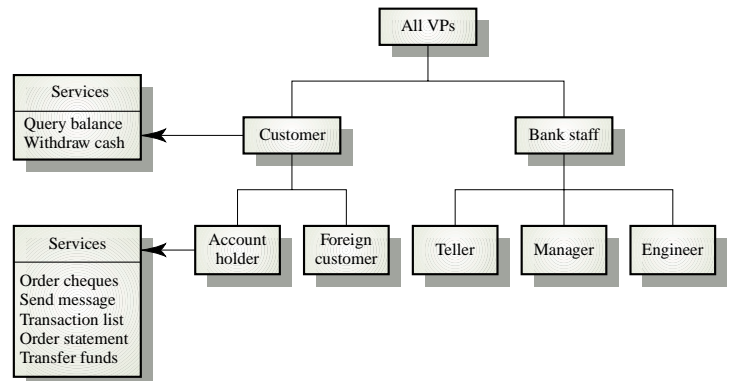 All VPs
Services
Query balance
Withdraw cash
Customer
Bank staff
Services
Order cheques
Send message
Transaction list
Order statement
Transfer funds
Account
holder
Foreign
customer
Teller
Manager
Engineer